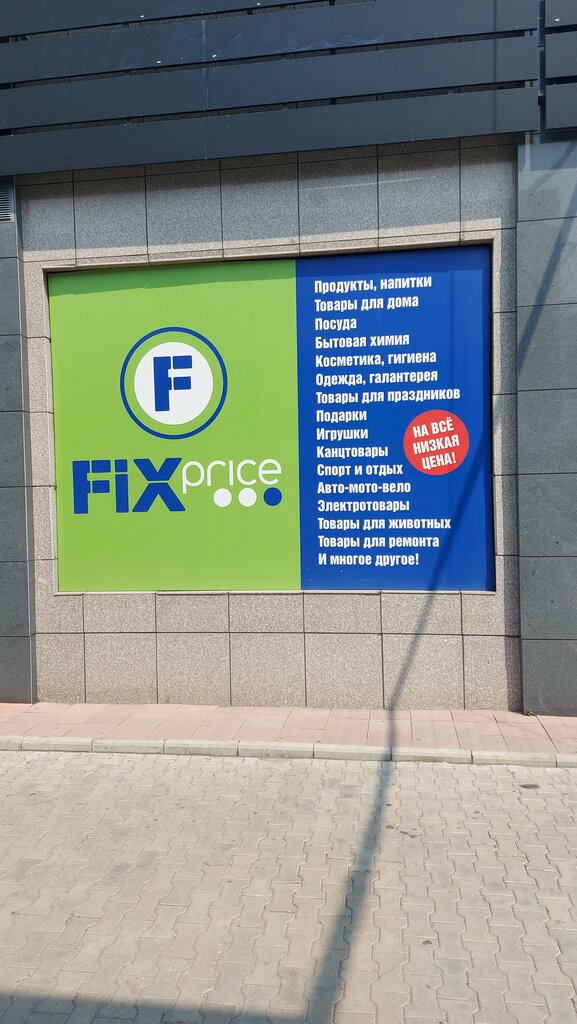 F
FiX price
Продукты, напитки
Товары для дома
Посуда
Бытовая химия
Косметика, гигиена
Одежда, галантерея
Товары для праздников
Подарки
Игрушки
Канцтовары
Спорт и отдых
Авто-мото-вело
Электротовары
Товары для животных
Товары для ремонта
И многое другое!
НА ВСЁ
НИЗКАЯ
ЦЕНА!